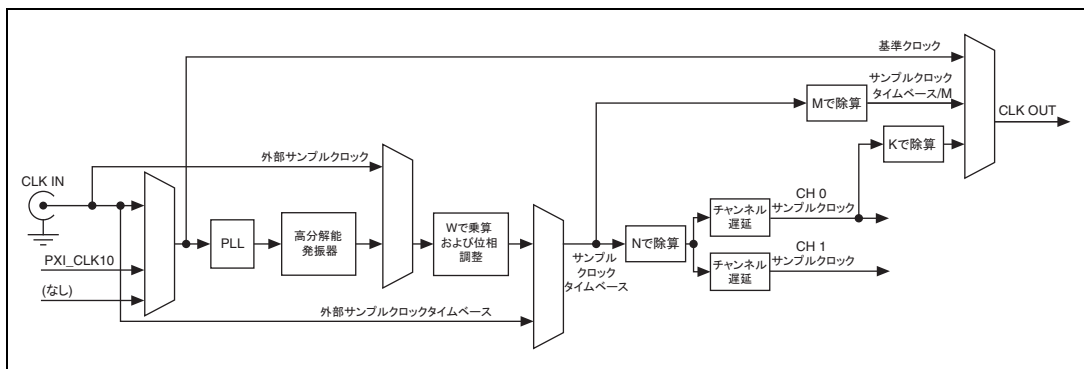 基準クロック
サンプルクロック
タイムベース/M
Mで除算
CLK OUT
Kで除算
外部サンプルクロック
CLK IN
CH 0
サンプルクロック
チャンネル
遅延
PLL
高分解能
発振器
Wで乗算
および位相
調整
Nで除算
サンプル
クロック
タイムベース
CH 1
サンプルクロック
チャンネル
遅延
PXI_CLK10
(なし)
外部サンプルクロックタイムベース